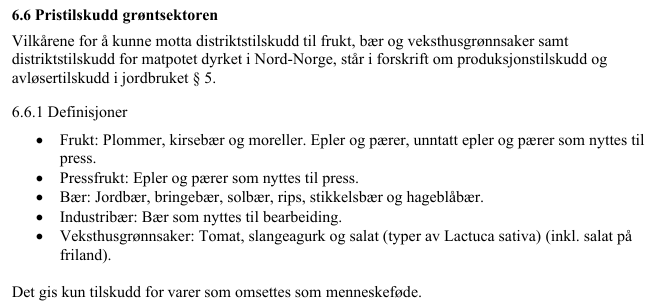 6.6 Pristilskudd grøntsektoren
Vilkårene for å kunne motta distriktstilskudd til frukt, bær og veksthusgrønnsaker samt
distriktstilskudd for matpotet dyrket i Nord-Norge, står i forskrift om produksjonstilskudd og
avløsertilskudd i jordbruket § 5.
6.6.1 Definisjoner
• Frukt: Plommer, kirsebær og moreller. Epler og pærer, unntatt epler og pærer som nyttes til
press.
• Pressfrukt: Epler og pærer som nyttes til press.
• Bær: Jordbær, bringebær, solbær, rips, stikkelsbær og hageblåbær.
• Industribær: Bær som nyttes til bearbeiding.
• Veksthusgrønnsaker: Tomat, slangeagurk og salat (typer av Lactuca sativa) (inkl. salat på
friland).
Det gis kun tilskudd for varer som omsettes som menneskeføde.